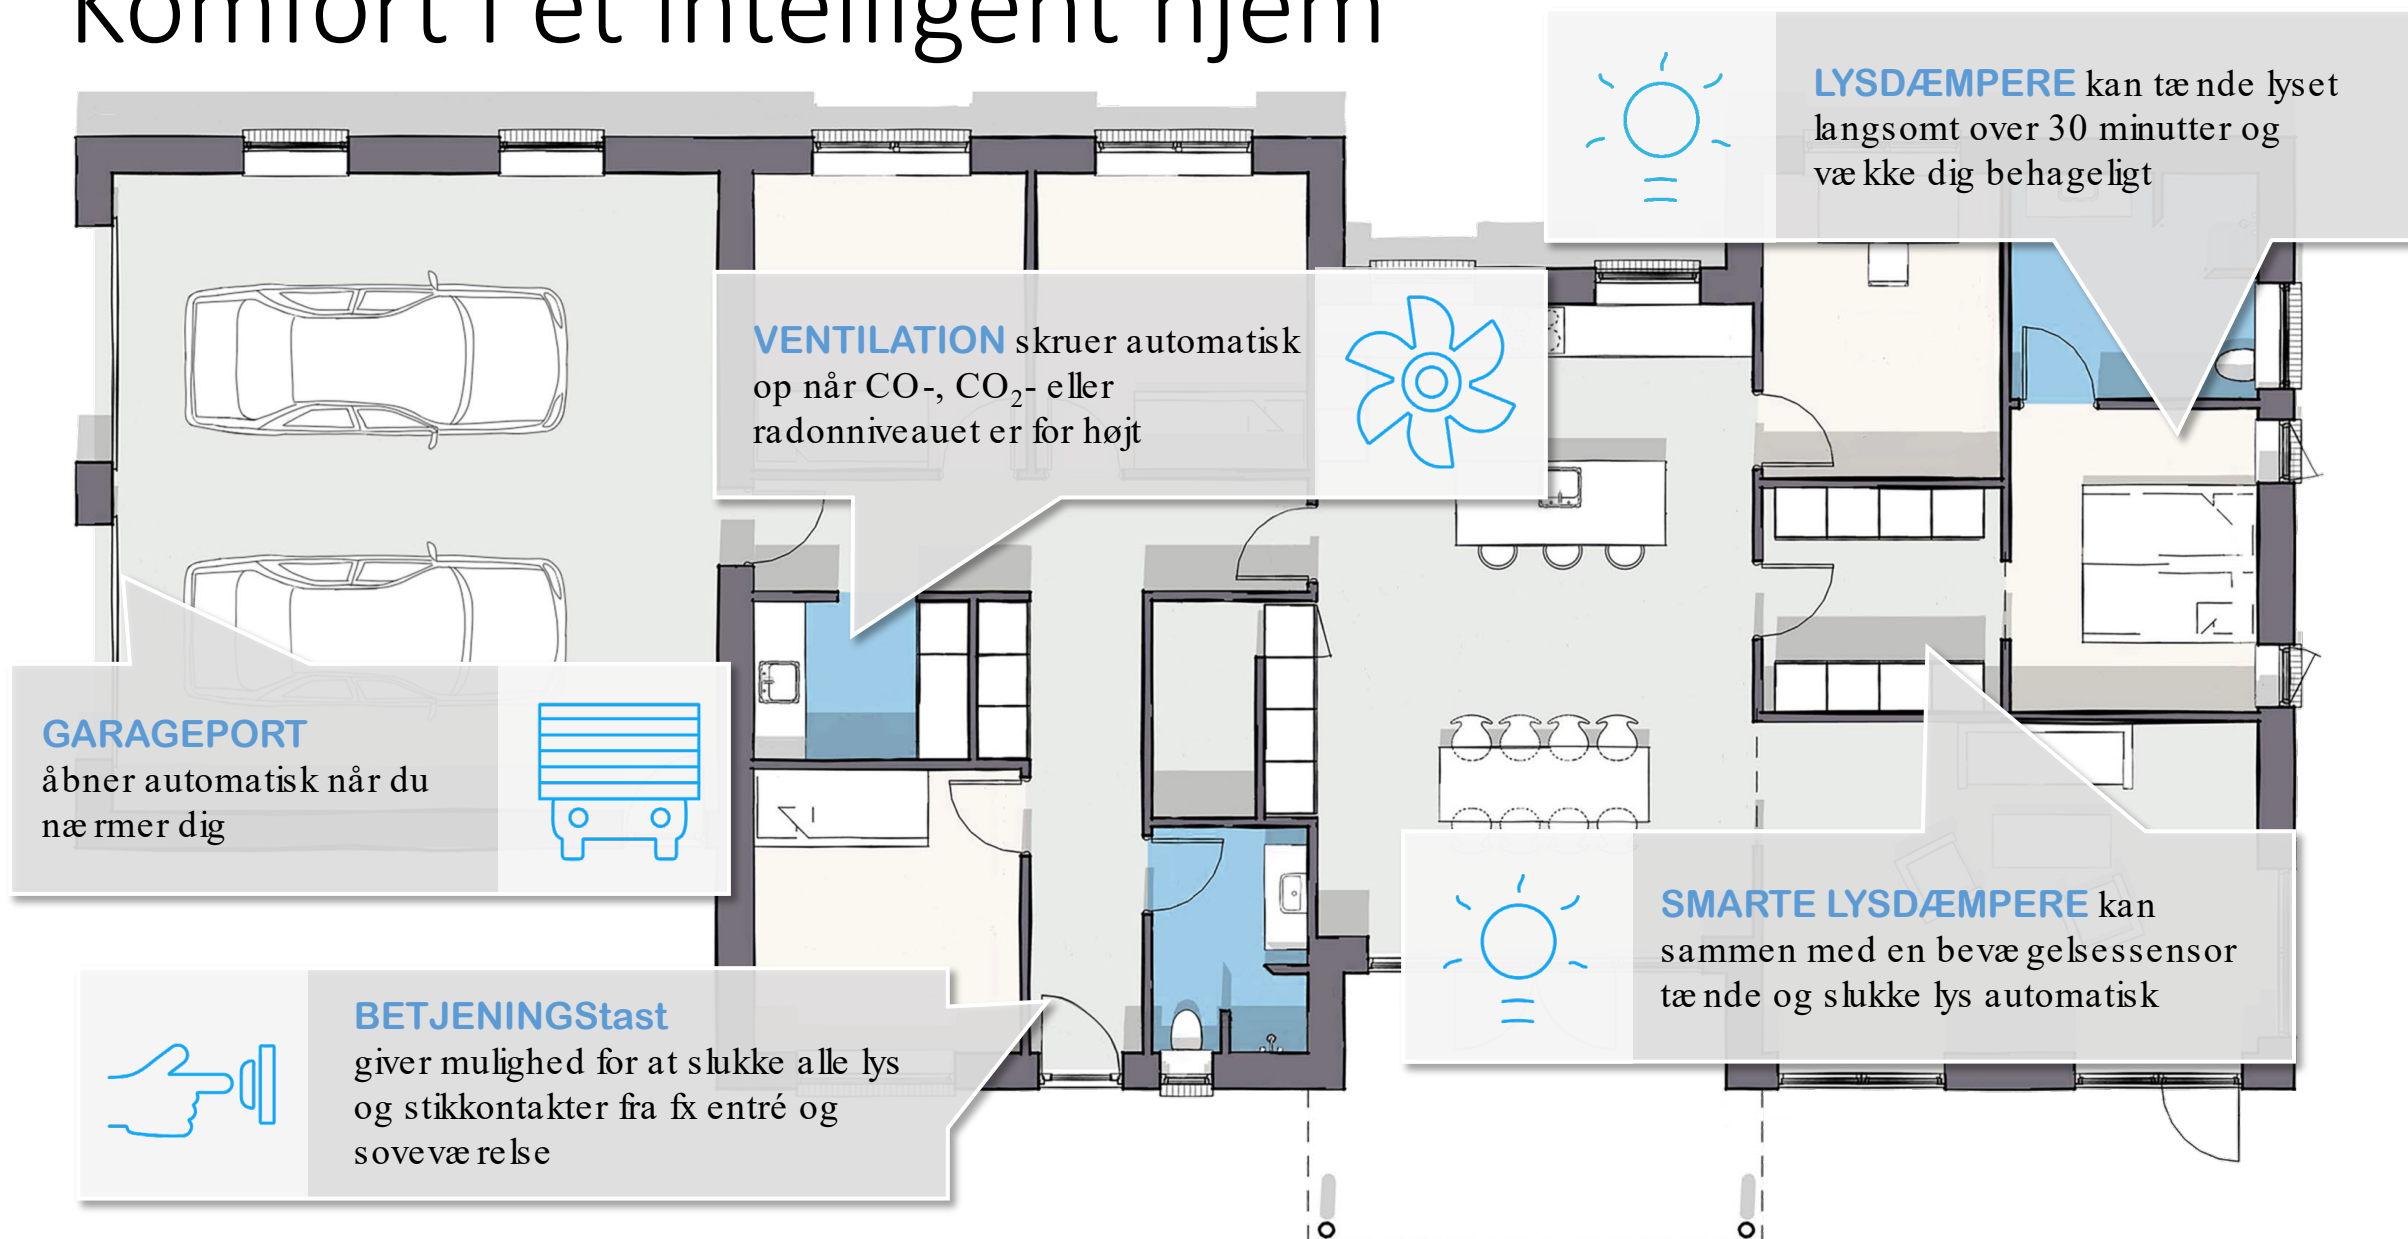 Komfort i et intelligent hjem
LYSDÆMPERE kan tænde lyset
langsomt over 30 minutter og
vække dig behageligt
VENTILATION skruer automatisk
op når CO-, CO₂- eller
radonniveauet er for højt
GARAGEPORT
åbner automatisk når du
nærmer dig
SMARTE LYSDÆMPERE kan
sammen med en bevægelsessensor
tænde og slukke lys automatisk
BETJENINGStast
giver mulighed for at slukke alle lys
og stikkontakter fra fx entré og
soveværelse